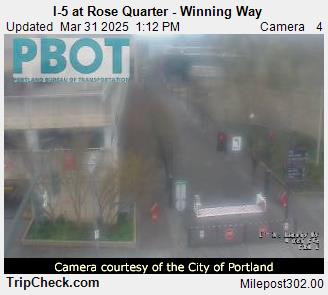 I-5 at Rose Quarter - Winning Way
Updated Mar 31 2025 1:12 PM Camera 4
PBOT
PORTLAND BUREAU OF TRANSPORTATION
Camera courtesy of the City of Portland
TripCheck.com Milepost302.00